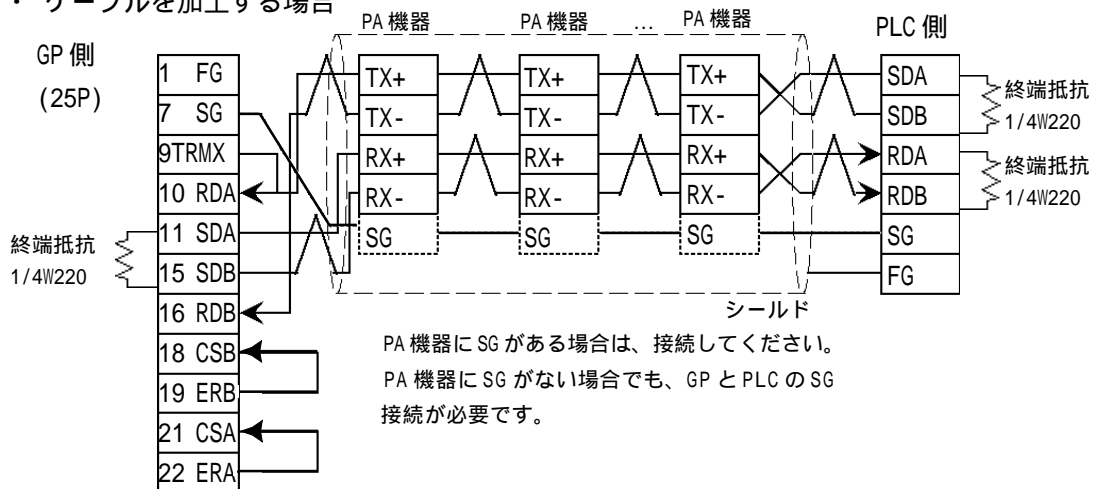 ・ ケーブルを加工する場合
PA 機器 PA 機器 … PA 機器
GP 側
(25P)
PLC 側
1 FG
7 SG
9TRMX
10 RDA
11 SDA
15 SDB
16 RDB
18 CSB
19 ERB
21 CSA
22 ERA
終端抵抗
1/4W220
TX+
TX-
RX+
RX-
SG
TX+
TX-
RX+
RX-
SG
TX+
TX-
RX+
RX-
SG
SDA
SDB
RDA
RDB
SG
FG
終端抵抗
1/4W220
終端抵抗
1/4W220
シールド
PA 機器に SG がある場合は、接続してください。
PA 機器に SG がない場合でも、GP と PLC の SG
接続が必要です。